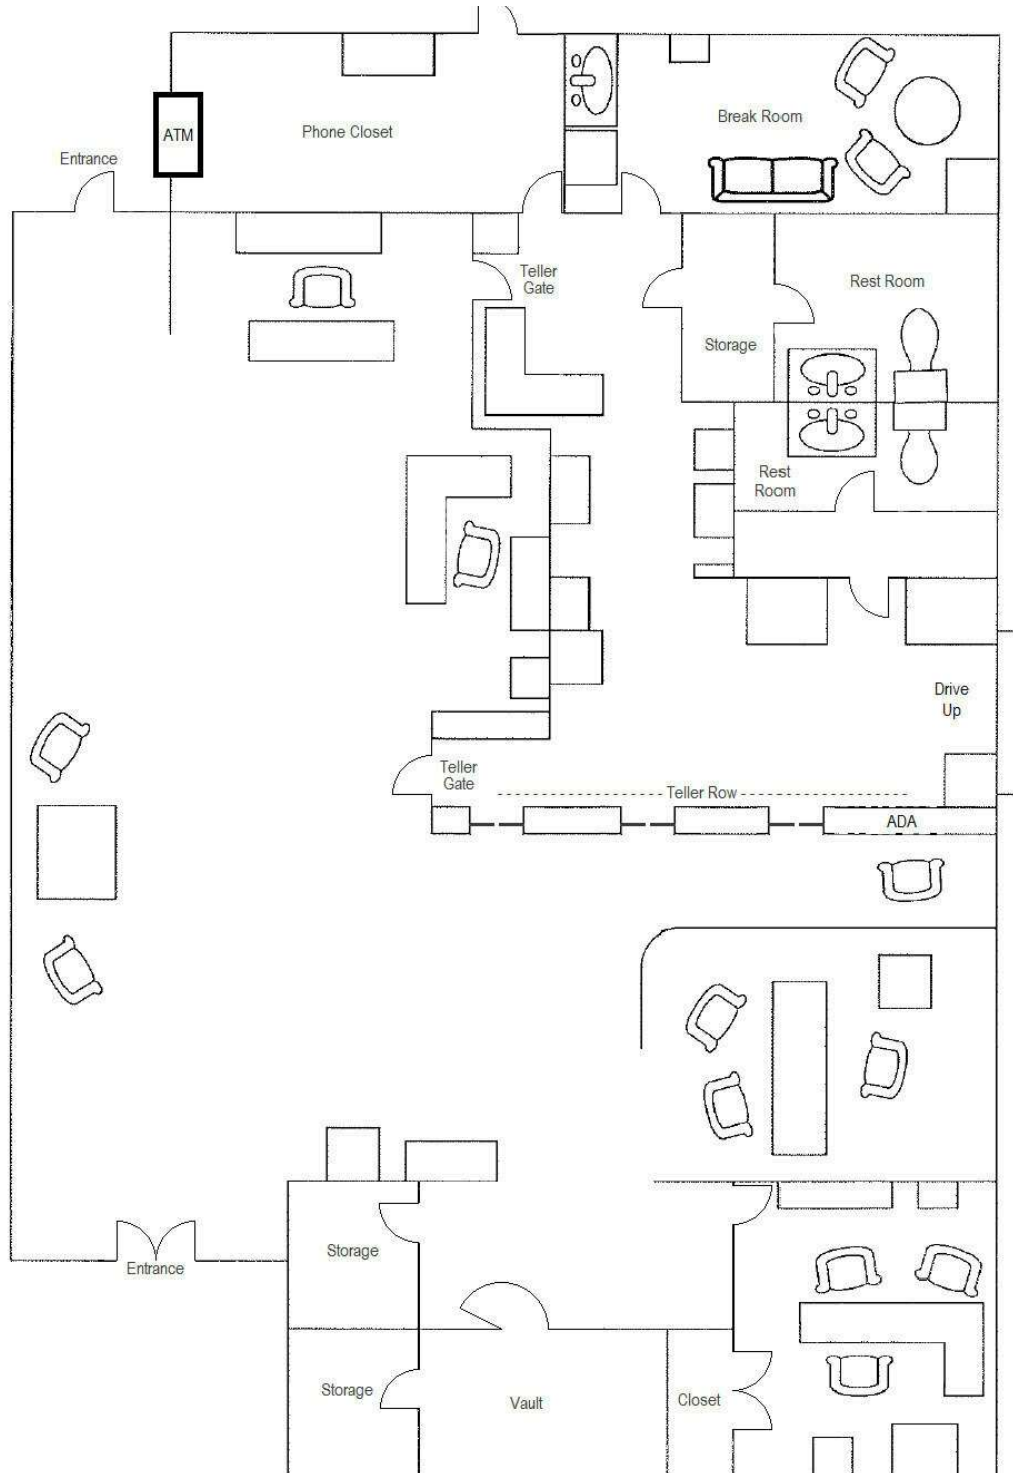 Break Room
Phone Closet
ATM
Entrance
Teller
Gate
Rest Room
Storage
Rest
Room
Drive
Up
Teller
Gate
Teller Row
ADA
Storage
Entrance
Storage
Vault
Closet